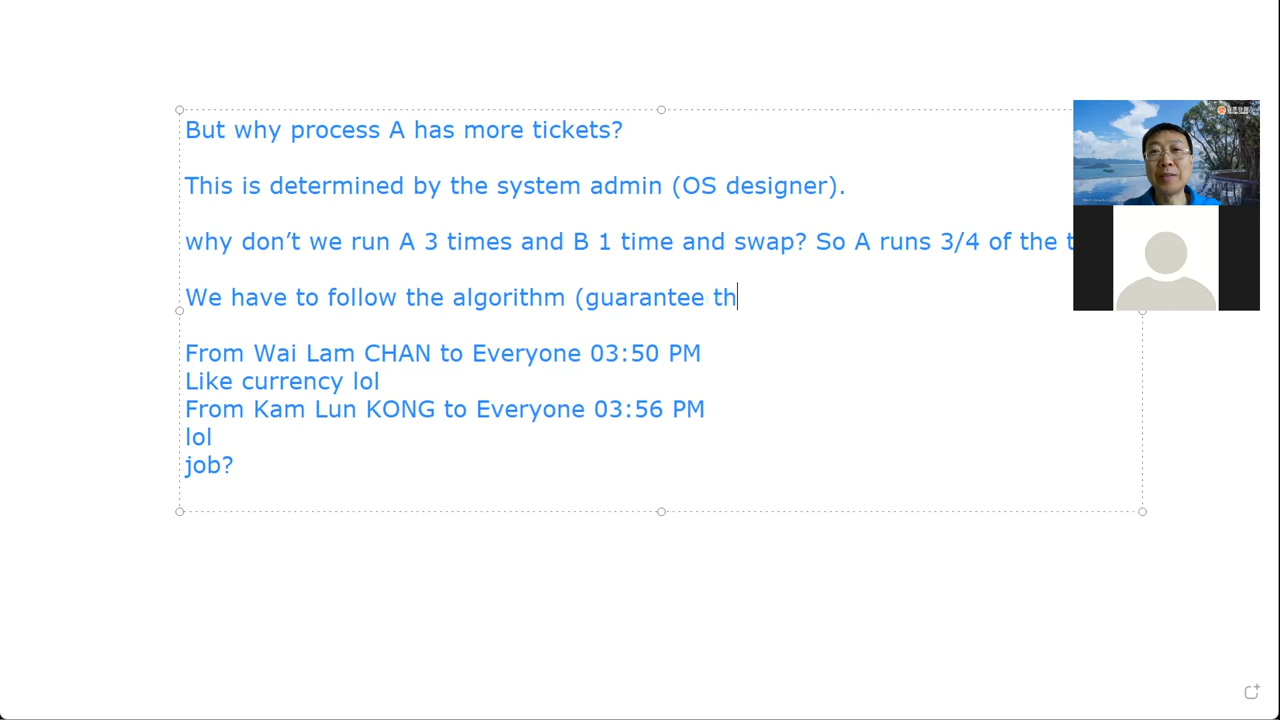 But why process A has more tickets?
This is determined by the system admin (OS designer).
why don’t we run A 3 times and B 1 time and swap? So A runs 3/4 of the t
We have to follow the algorithm (guarantee th
From Wai Lam CHAN to Everyone 03:50 PM
Like currency lol
From Kam Lun KONG to Everyone 03:56 PM
lol
job?